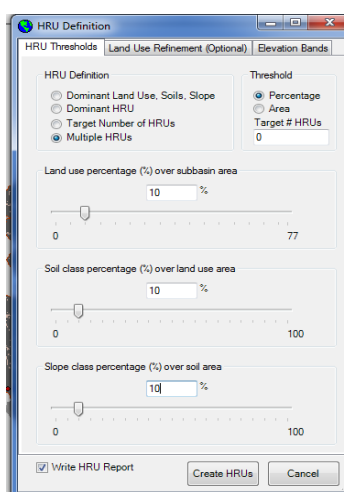 HRU Definition
HRU Thresholds Land Use Refinement (Optional) Elevation Bands
HRU Definition Threshold
Dominant Land Use, Soils, Slope Percentage
Dominant HRU Area
Target Number of HRUs Target # HRUs
Multiple HRUs 0
Land use percentage (%) over subbasin area
10 %
0 77
Soil class percentage (%) over land use area
10 %
0 100
Slope class percentage (%) over soil area
10 %
0 100
Write HRU Report Create HRUs Cancel